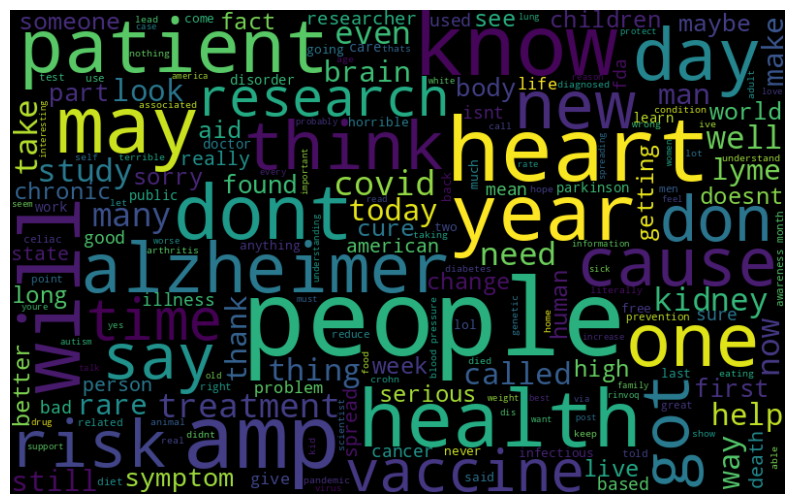 someone lead come fact researcher used see children maybe make
case nothing going care thats lung protect
patient even know day
test use disorder brain
part look america research white body life fda man
take may associated aid horrible isnt new learn condition world
interesting doctor think call wrong ive
self probably heart well
study terrible really every adult love
chronic sorry found covid much rate spreading lot understand lyme
work public important mean parkinson women doesnt
seem let dont today back hope men feel getting don
many read taking year reason
state celiac good anything cure two information
worse arthritis american need cause
point alzheimer understanding diabetes change sick awareness month
long youre illness must human literally kidney
will yes time thank people genetic free prevention sure
autism reduce lol home increase one now
better talk say old thing week blood pressure died called high last family first
person right problem crohn food serious
bad rare related treatment spread weight best want via great help
drug real didnt animal kid cancer dis post rinvoq
risk amp scientist never health keep told got show way
support symptom vaccine infectious live death able
still diet give pandemic virus said based
diagnosed age eating